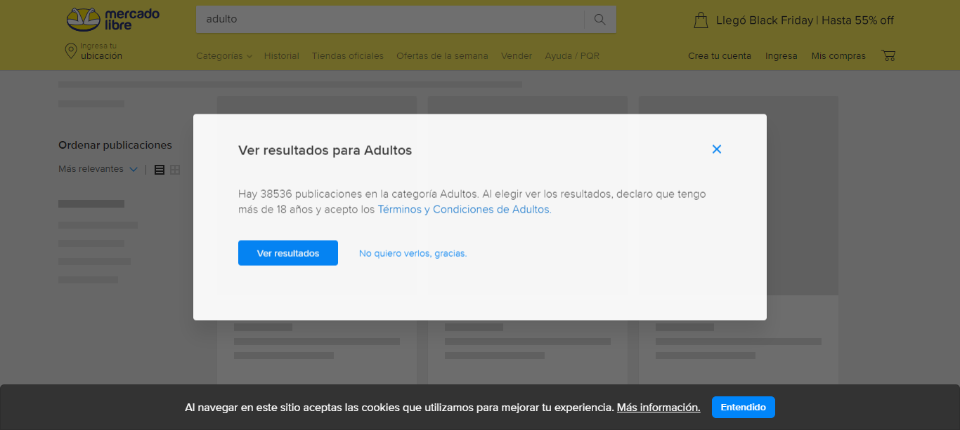 mercado
libre
adulto
Llegó Black Friday | Hasta 55% off
Ingresa tu
ubicación
Categorías Historial Tiendas oficiales Ofertas de la semana Vender Ayuda / PQR
Crea tu cuenta Ingresa Mis compras
Ordenar publicaciones
Más relevantes
Ver resultados para Adultos
Hay 38536 publicaciones en la categoría Adultos. Al elegir ver los resultados, declaro que tengo
más de 18 años y acepto los Términos y Condiciones de Adultos.
Ver resultados
No quiero verlos, gracias.
Al navegar en este sitio aceptas las cookies que utilizamos para mejorar tu experiencia. Más información.
Entendido